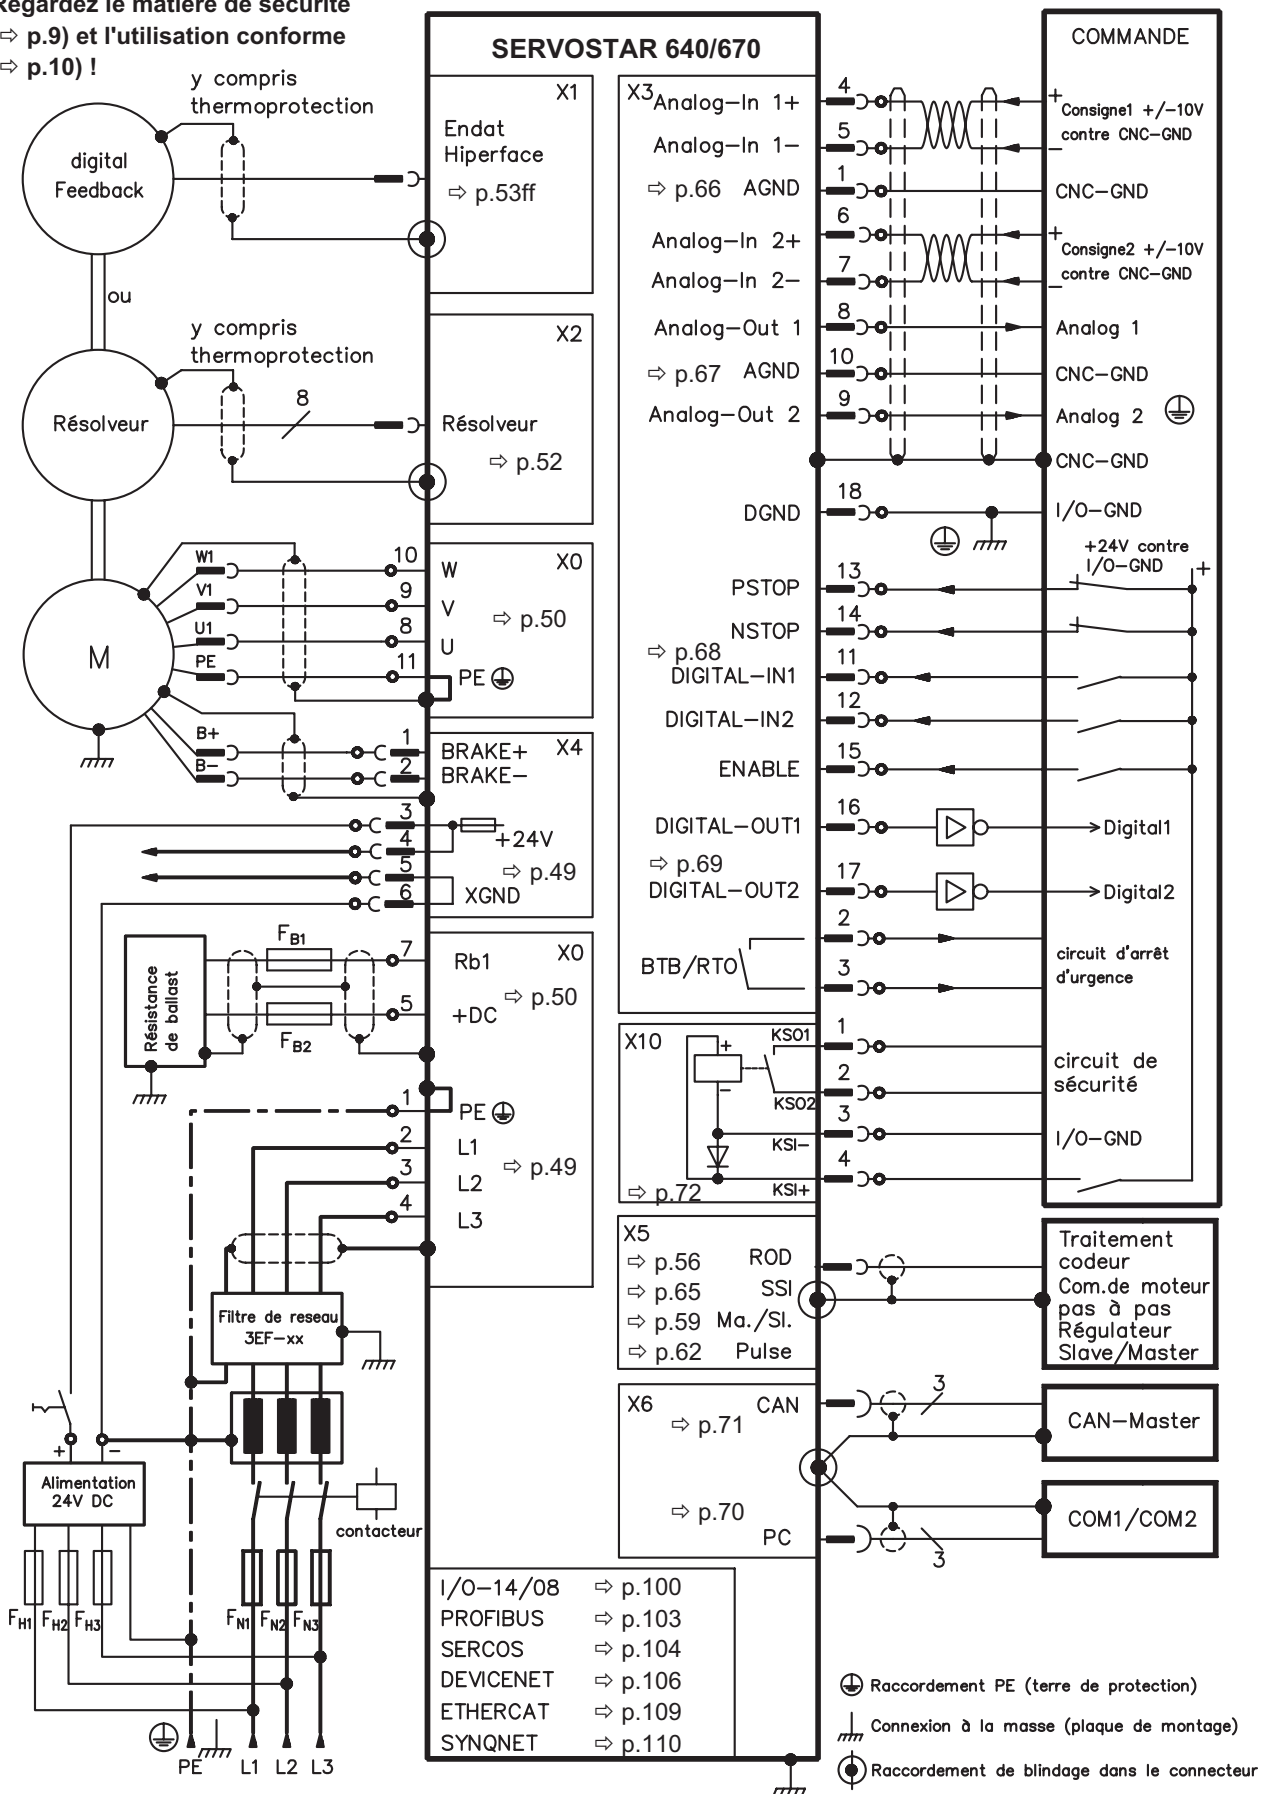 Regardez le matière de sécurité
⇨ p.9) et l'utilisation conforme
⇨ p.10) !
SERVOSTAR 640/670
COMMANDE
y compris
thermoprotection
digital
Feedback
X1
Endat
Hiperface
⇨ p.53ff
ou
y compris
thermoprotection
Résolveur
8
X2
Résolveur
⇨ p.52
M
W1
V1
U1
PE
10
9
8
11
X0
W
V
U
PE
⇨ p.50
B+
B-
1
2
X4
BRAKE+
BRAKE-
3
4
5
6
+24V
⇨ p.49
XGND
Résistance
de ballast
FB1
FB2
7
5
X0
Rb1
⇨ p.50
+DC
1
2
3
4
PE
L1
L2
L3
⇨ p.49
Filtre de reseau
3EF-xx
+
-
Alimentation
24V DC
contacteur
FH1
FH2
FH3
FN1
FN2
FN3
PE
L1
L2
L3
X3
Analog-In 1+
4
+
Consigne1 +/-10V
contre CNC-GND
Analog-In 1-
5
-
⇨ p.66
AGND
1
CNC-GND
Analog-In 2+
6
+
Consigne2 +/-10V
contre CNC-GND
Analog-In 2-
7
-
Analog-Out 1
8
Analog 1
⇨ p.67
AGND
10
CNC-GND
Analog-Out 2
9
Analog 2
CNC-GND
DGND
18
I/O-GND
+24V contre
I/O-GND
+
PSTOP
13
NSTOP
14
⇨ p.68
DIGITAL-IN1
11
DIGITAL-IN2
12
ENABLE
15
DIGITAL-OUT1
16
Digital1
⇨ p.69
DIGITAL-OUT2
17
Digital2
BTB/RTO
2
3
circuit d'arrêt
d'urgence
X10
+
-
KSO1
1
KSO2
2
circuit de
sécurité
KSI-
3
I/O-GND
KSI+
4
⇨ p.72
X5
⇨ p.56 ROD
⇨ p.65 SSI
⇨ p.59 Ma./Sl.
⇨ p.62 Pulse
Traitement
codeur
Com.de moteur
pas à pas
Régulateur
Slave/Master
X6
CAN
⇨ p.71
3
CAN-Master
⇨ p.70
PC
3
COM1/COM2
I/O-14/08 ⇨ p.100
PROFIBUS ⇨ p.103
SERCOS ⇨ p.104
DEVICENET ⇨ p.106
ETHERCAT ⇨ p.109
SYNQNET ⇨ p.110
Raccordement PE (terre de protection)
Connexion à la masse (plaque de montage)
Raccordement de blindage dans le connecteur